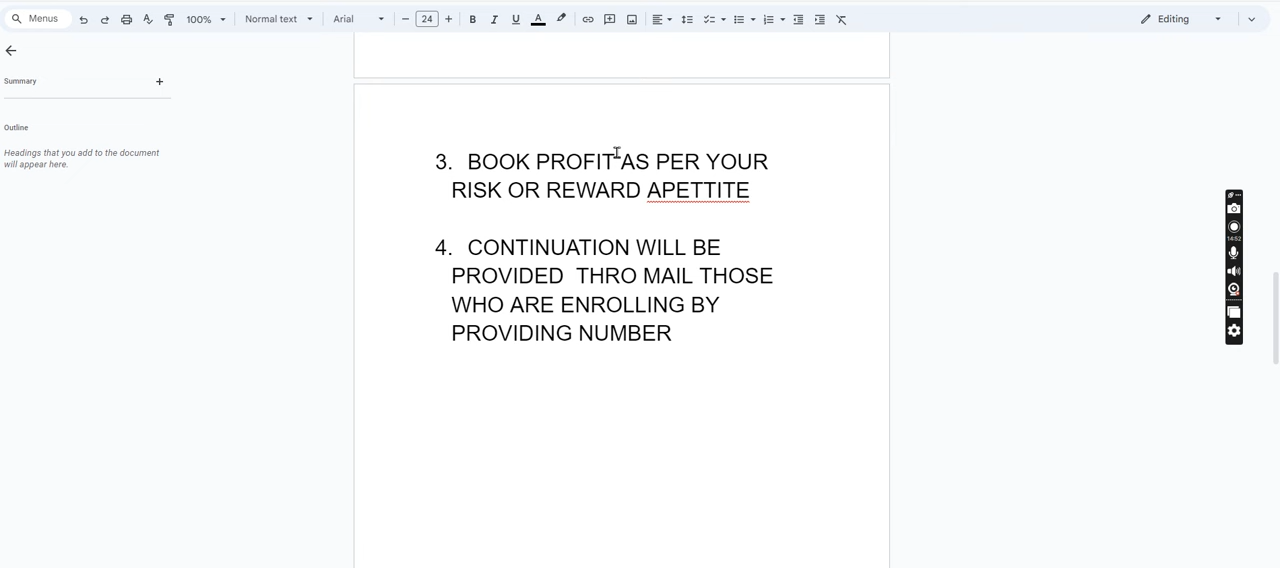 Menus 100% Normal text Arial 24 B I U A Editing
Summary
Outline
Headings that you add to the document
will appear here.
3. BOOK PROFIT AS PER YOUR
RISK OR REWARD APETTITE
4. CONTINUATION WILL BE
PROVIDED THRO MAIL THOSE
WHO ARE ENROLLING BY
PROVIDING NUMBER
14:52